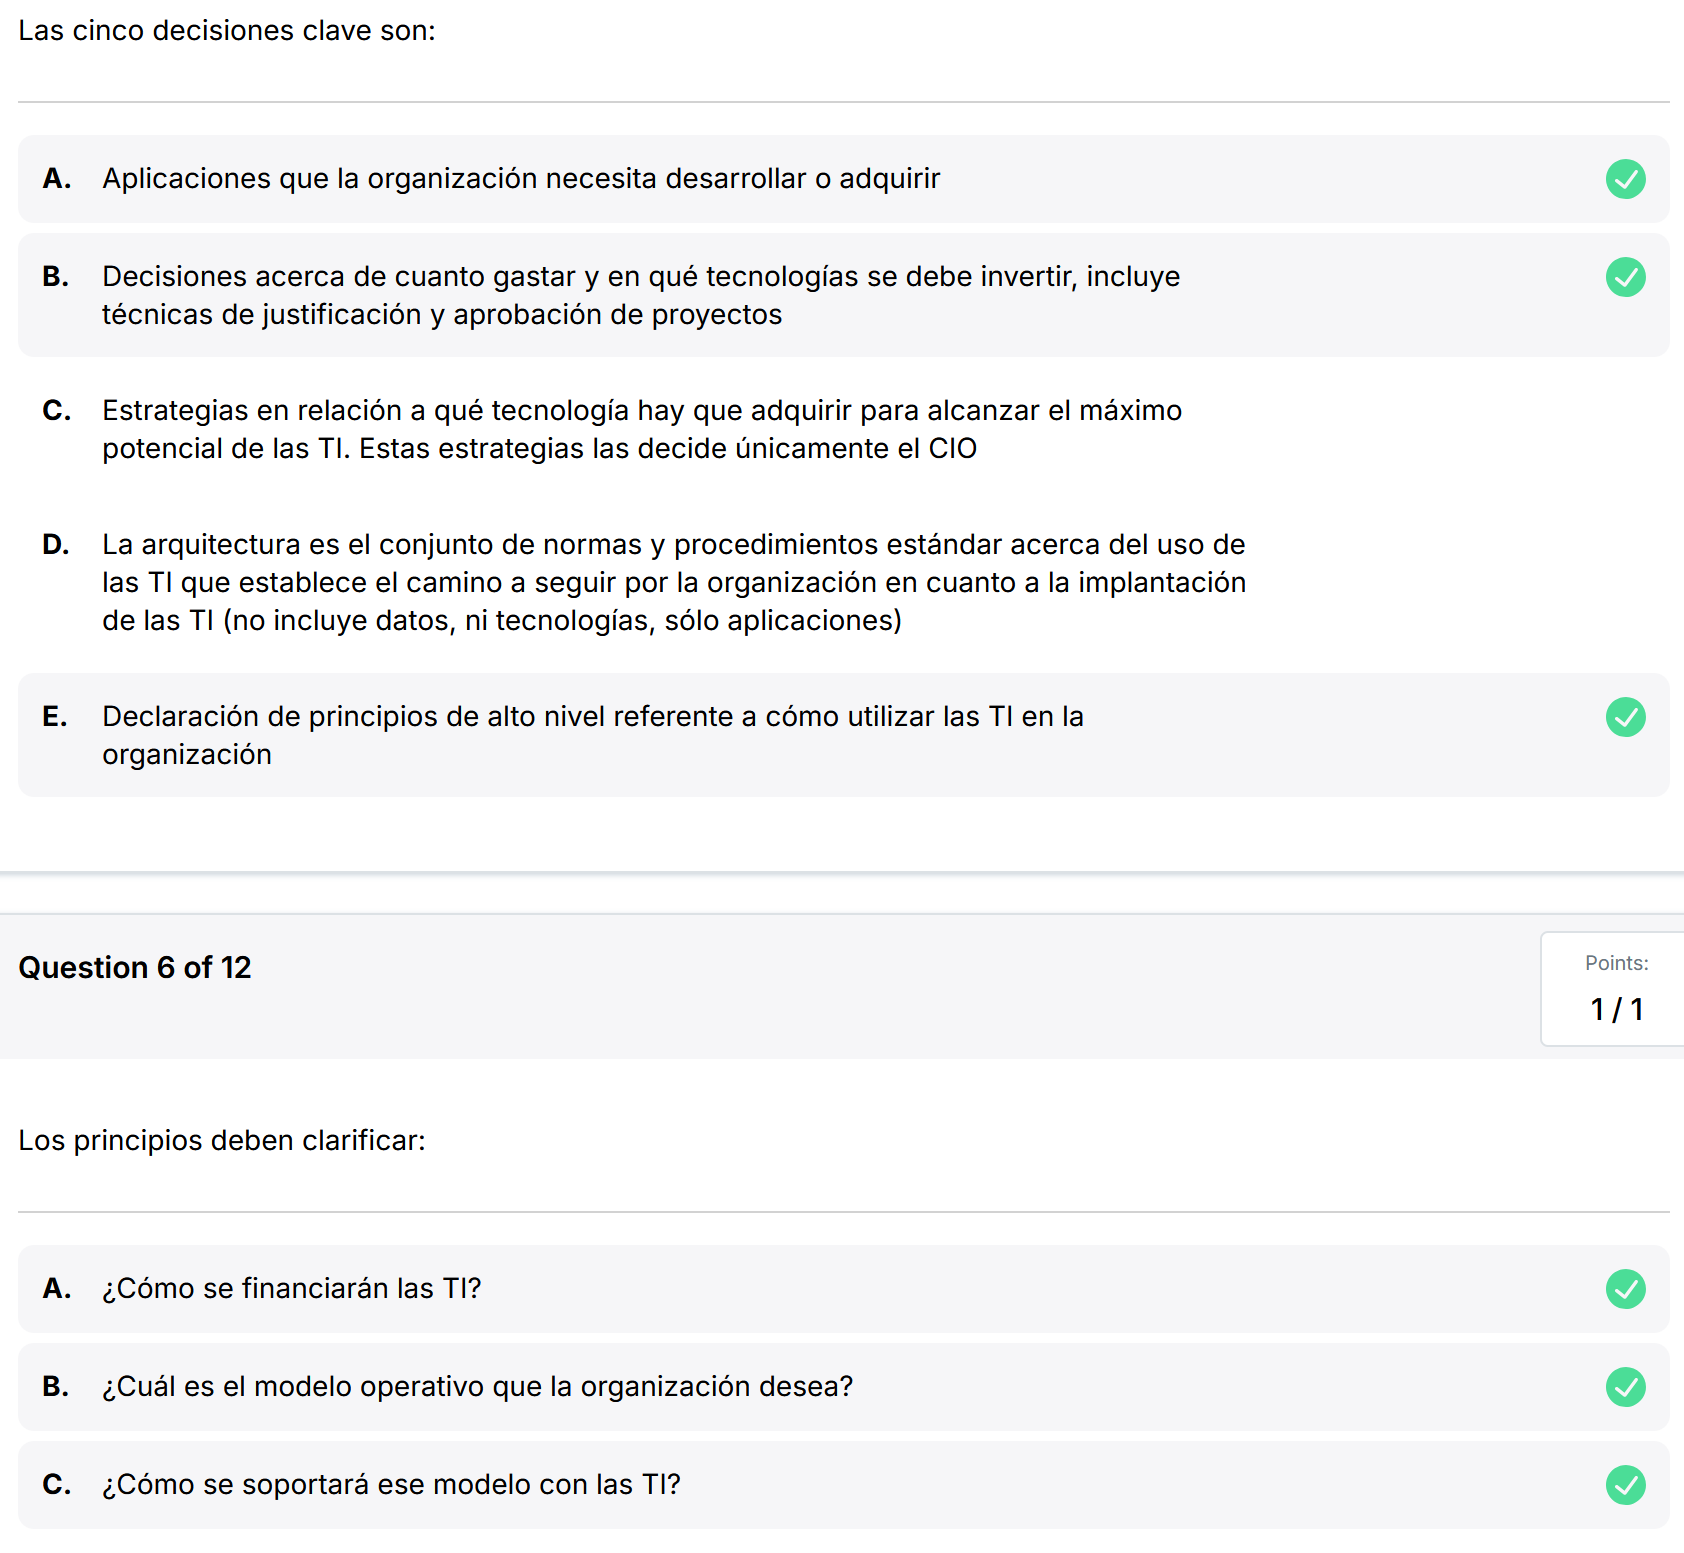 Las cinco decisiones clave son:
A. Aplicaciones que la organización necesita desarrollar o adquirir
B. Decisiones acerca de cuanto gastar y en qué tecnologías se debe invertir, incluye
técnicas de justificación y aprobación de proyectos
C. Estrategias en relación a qué tecnología hay que adquirir para alcanzar el máximo
potencial de las TI. Estas estrategias las decide únicamente el CIO
D. La arquitectura es el conjunto de normas y procedimientos estándar acerca del uso de
las TI que establece el camino a seguir por la organización en cuanto a la implantación
de las TI (no incluye datos, ni tecnologías, sólo aplicaciones)
E. Declaración de principios de alto nivel referente a cómo utilizar las TI en la
organización
Question 6 of 12
Points:
1 / 1
Los principios deben clarificar:
A. ¿Cómo se financiarán las TI?
B. ¿Cuál es el modelo operativo que la organización desea?
C. ¿Cómo se soportará ese modelo con las TI?